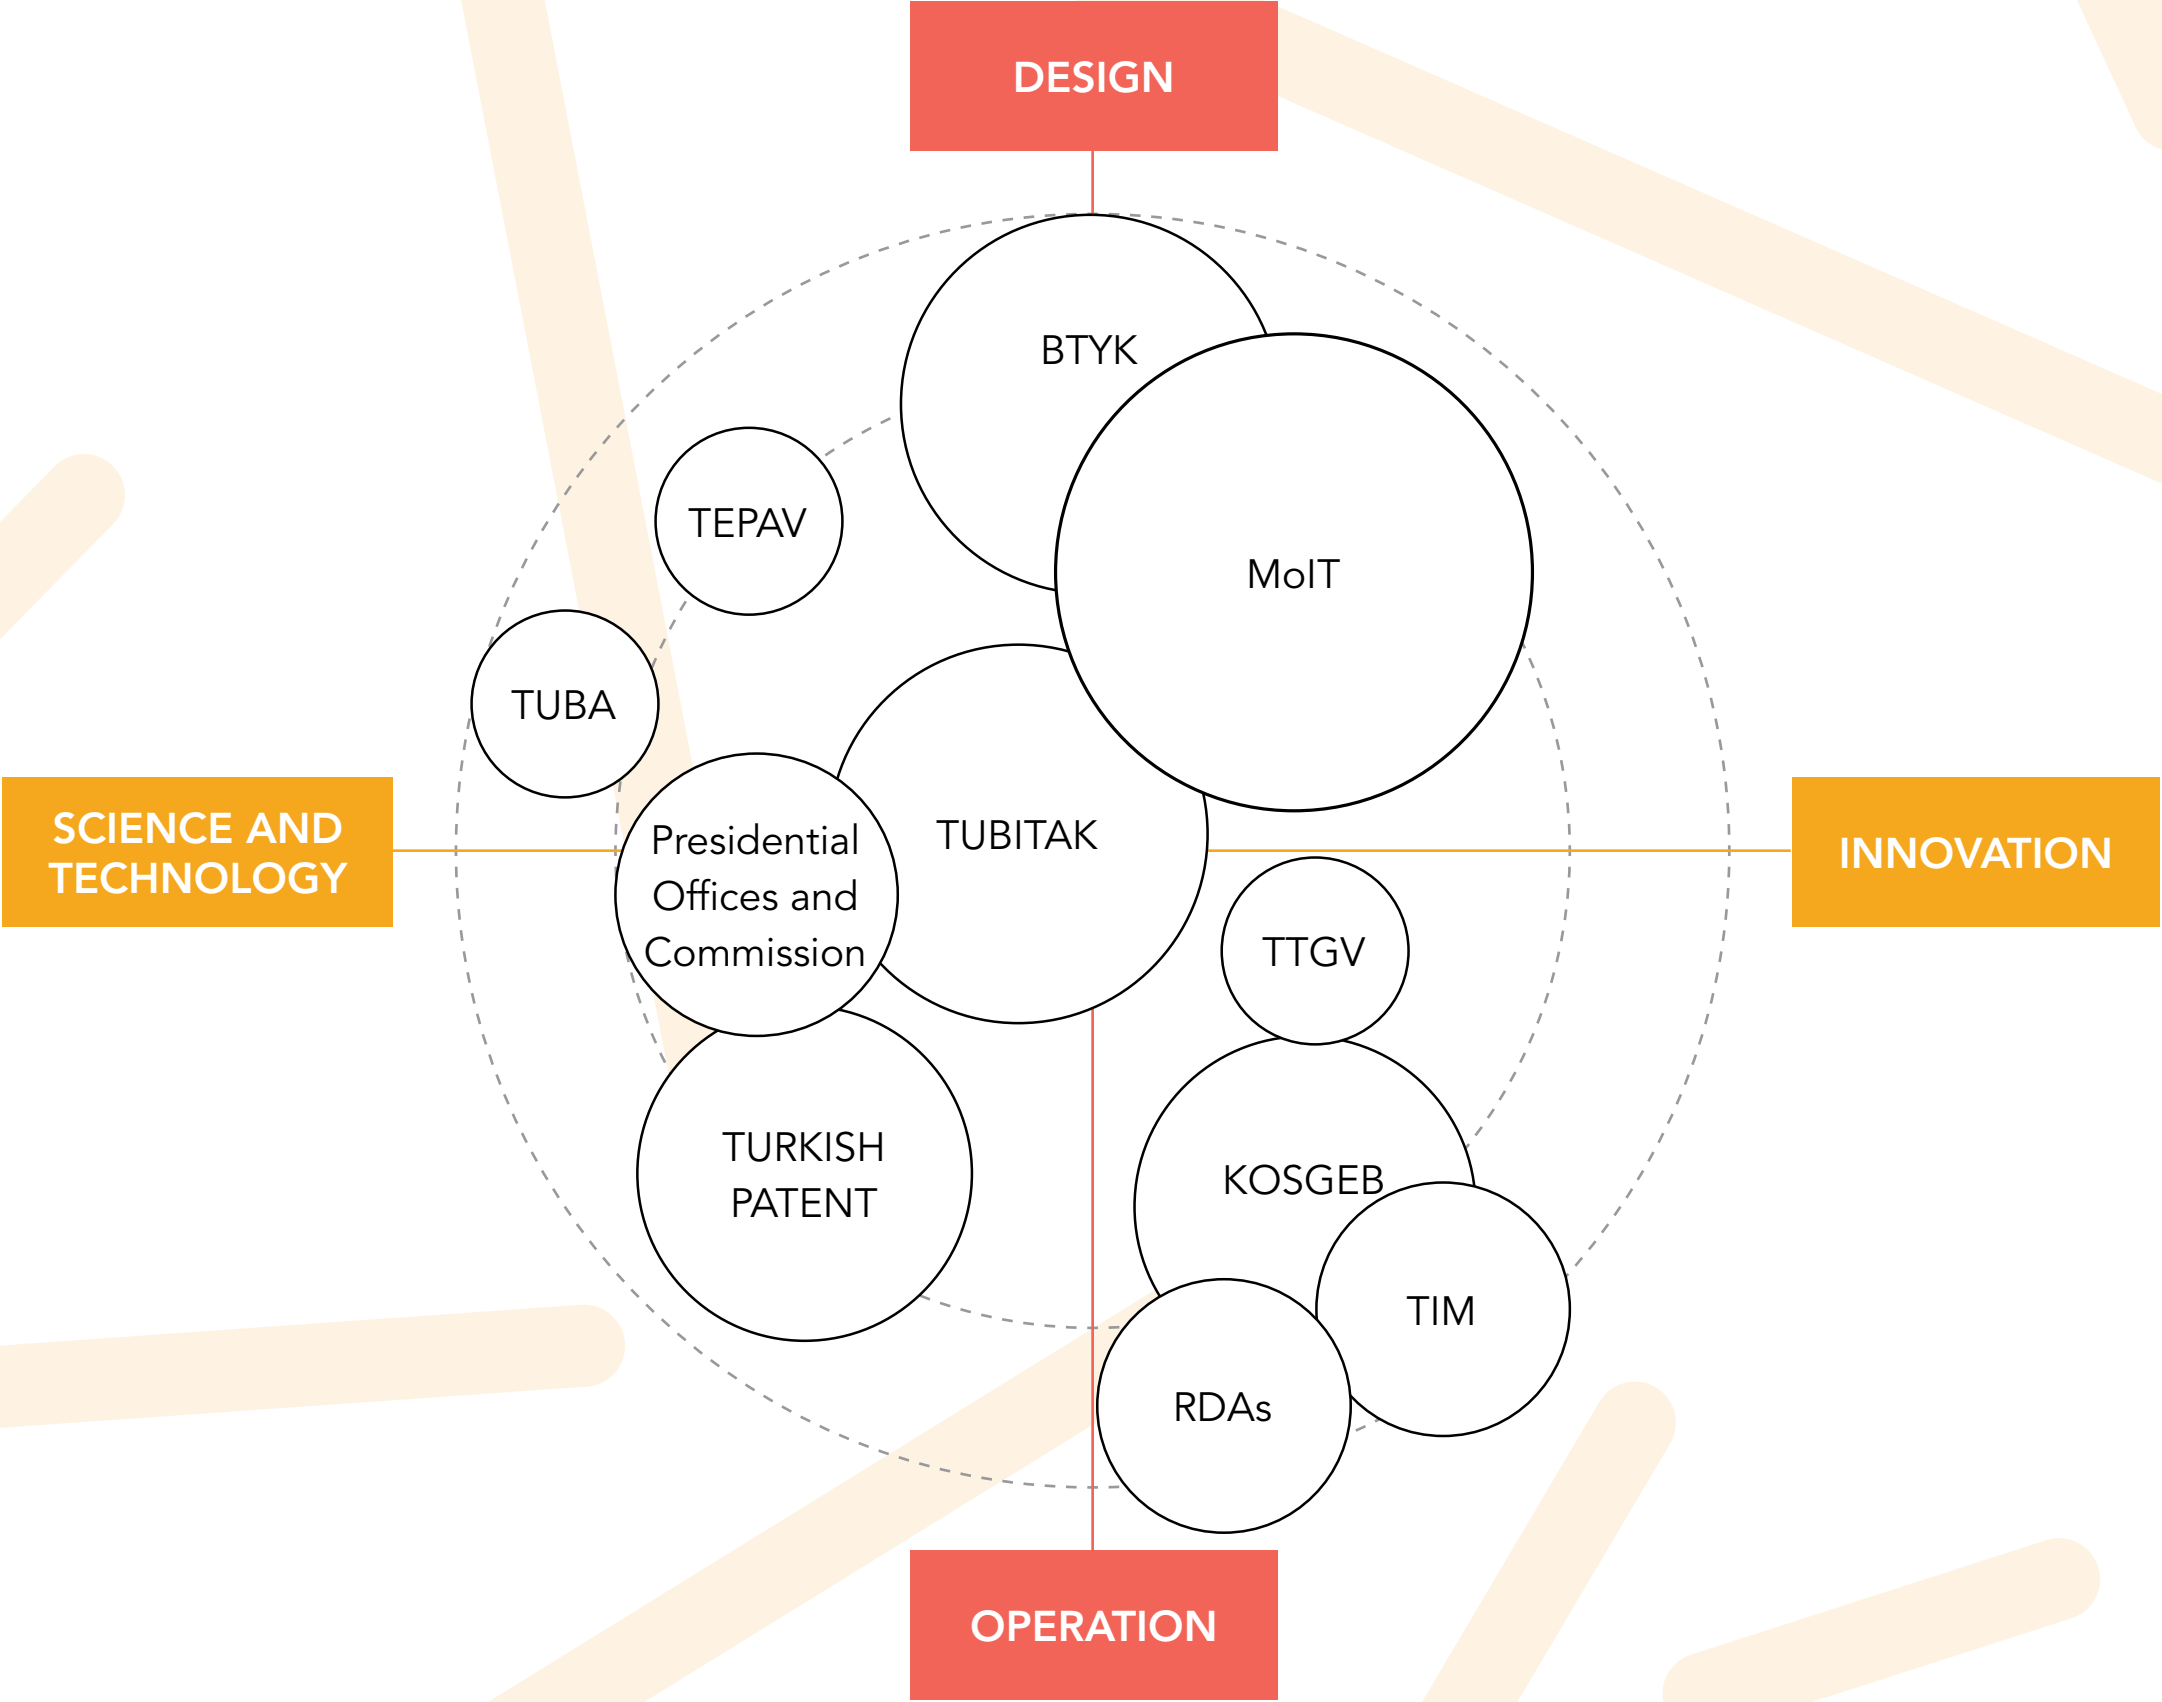 DESIGN
BTYK
TEPAV
MoIT
TUBA
SCIENCE AND
TECHNOLOGY
Presidential
Offices and
Commission
TUBITAK
INNOVATION
TTGV
TURKISH
PATENT
KOSGEB
TIM
RDAs
OPERATION